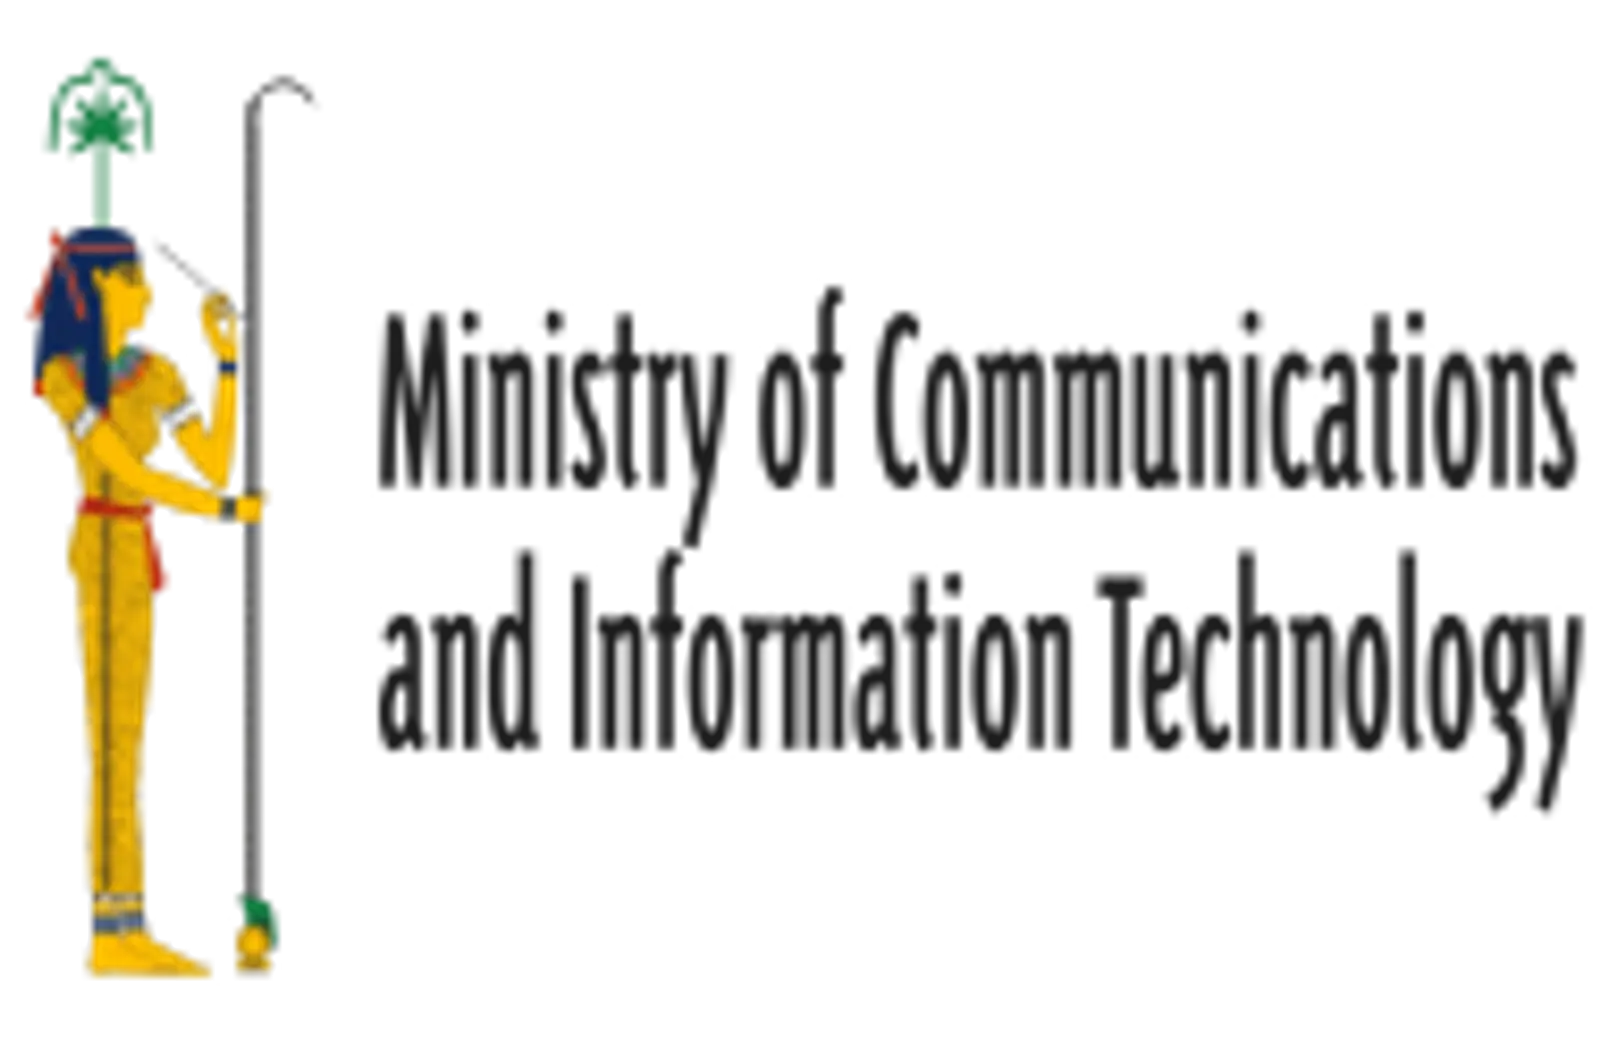 Ministry of Communications
and Information Technology